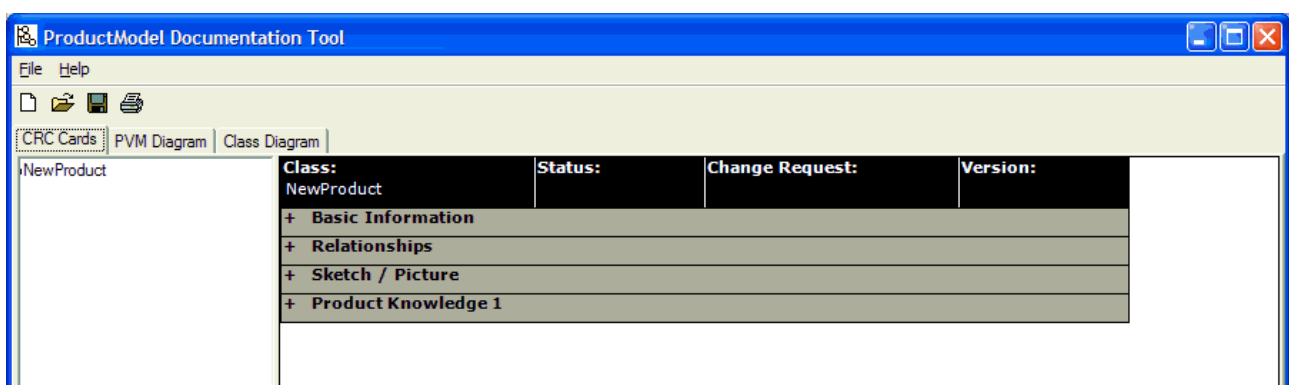 ProductModel Documentation Tool
File Help
CRC Cards PVM Diagram Class Diagram
NewProduct
Class: Status: Change Request: Version:
NewProduct
+ Basic Information
+ Relationships
+ Sketch / Picture
+ Product Knowledge 1